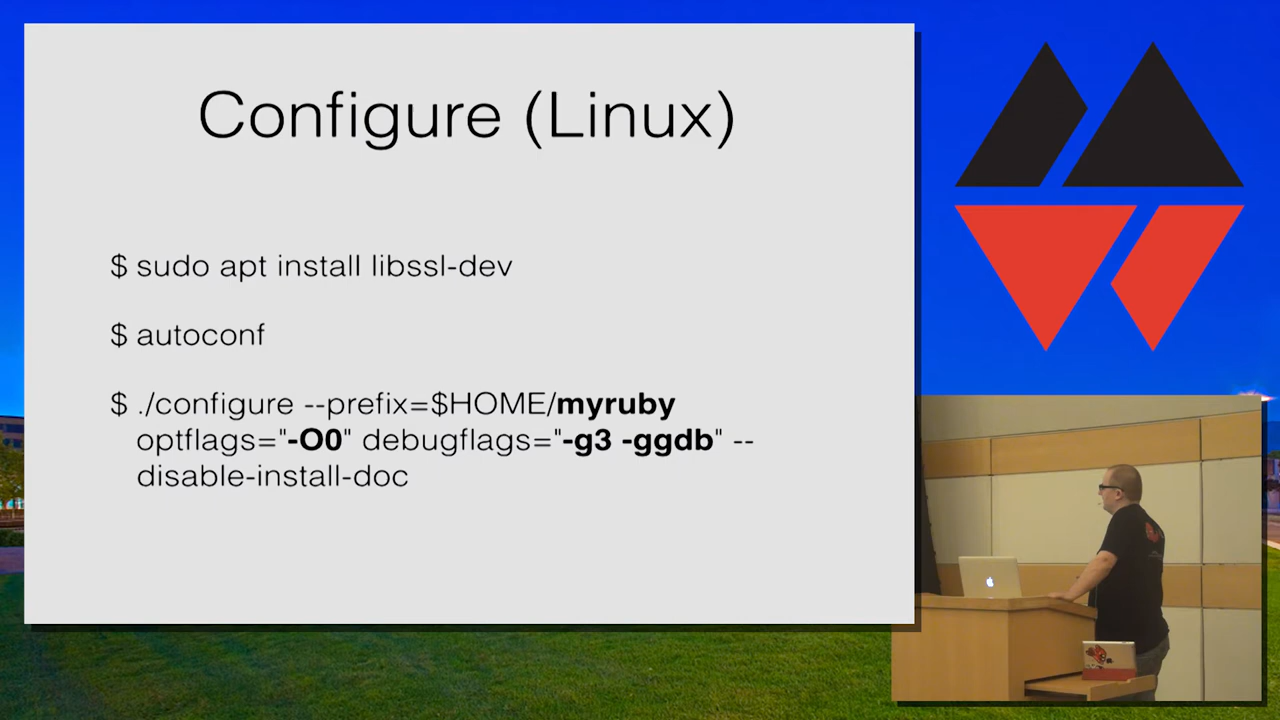 Configure (Linux)
$ sudo apt install libssl-dev
$ autoconf
$ ./configure --prefix=$HOME/myruby
optflags="-O0" debugflags="-g3 -ggdb" --
disable-install-doc